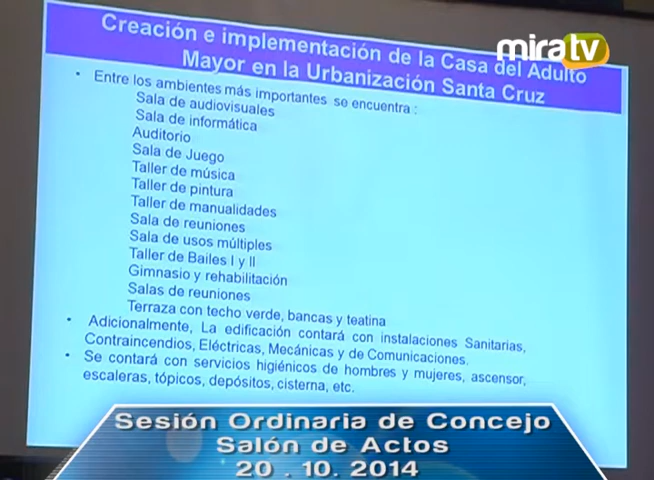 Creación e implementación de la Casa del Adulto
Mayor en la Urbanización Santa Cruz
miratv
• Entre los ambientes más importantes se encuentra :
Sala de audiovisuales
Sala de informática
Auditorio
Sala de Juego
Taller de música
Taller de pintura
Taller de manualidades
Sala de reuniones
Sala de usos múltiples
Taller de Bailes I y II
Gimnasio y rehabilitación
Salas de reuniones
Terraza con techo verde, bancas y teatina
• Adicionalmente, La edificación contará con instalaciones Sanitarias,
Contraincendios, Eléctricas, Mecánicas y de Comunicaciones.
• Se contará con servicios higiénicos de hombres y mujeres, ascensor,
escaleras, tópicos, depósitos, cisterna, etc.
Sesión Ordinaria de Concejo
Salón de Actos
20 . 10. 2014